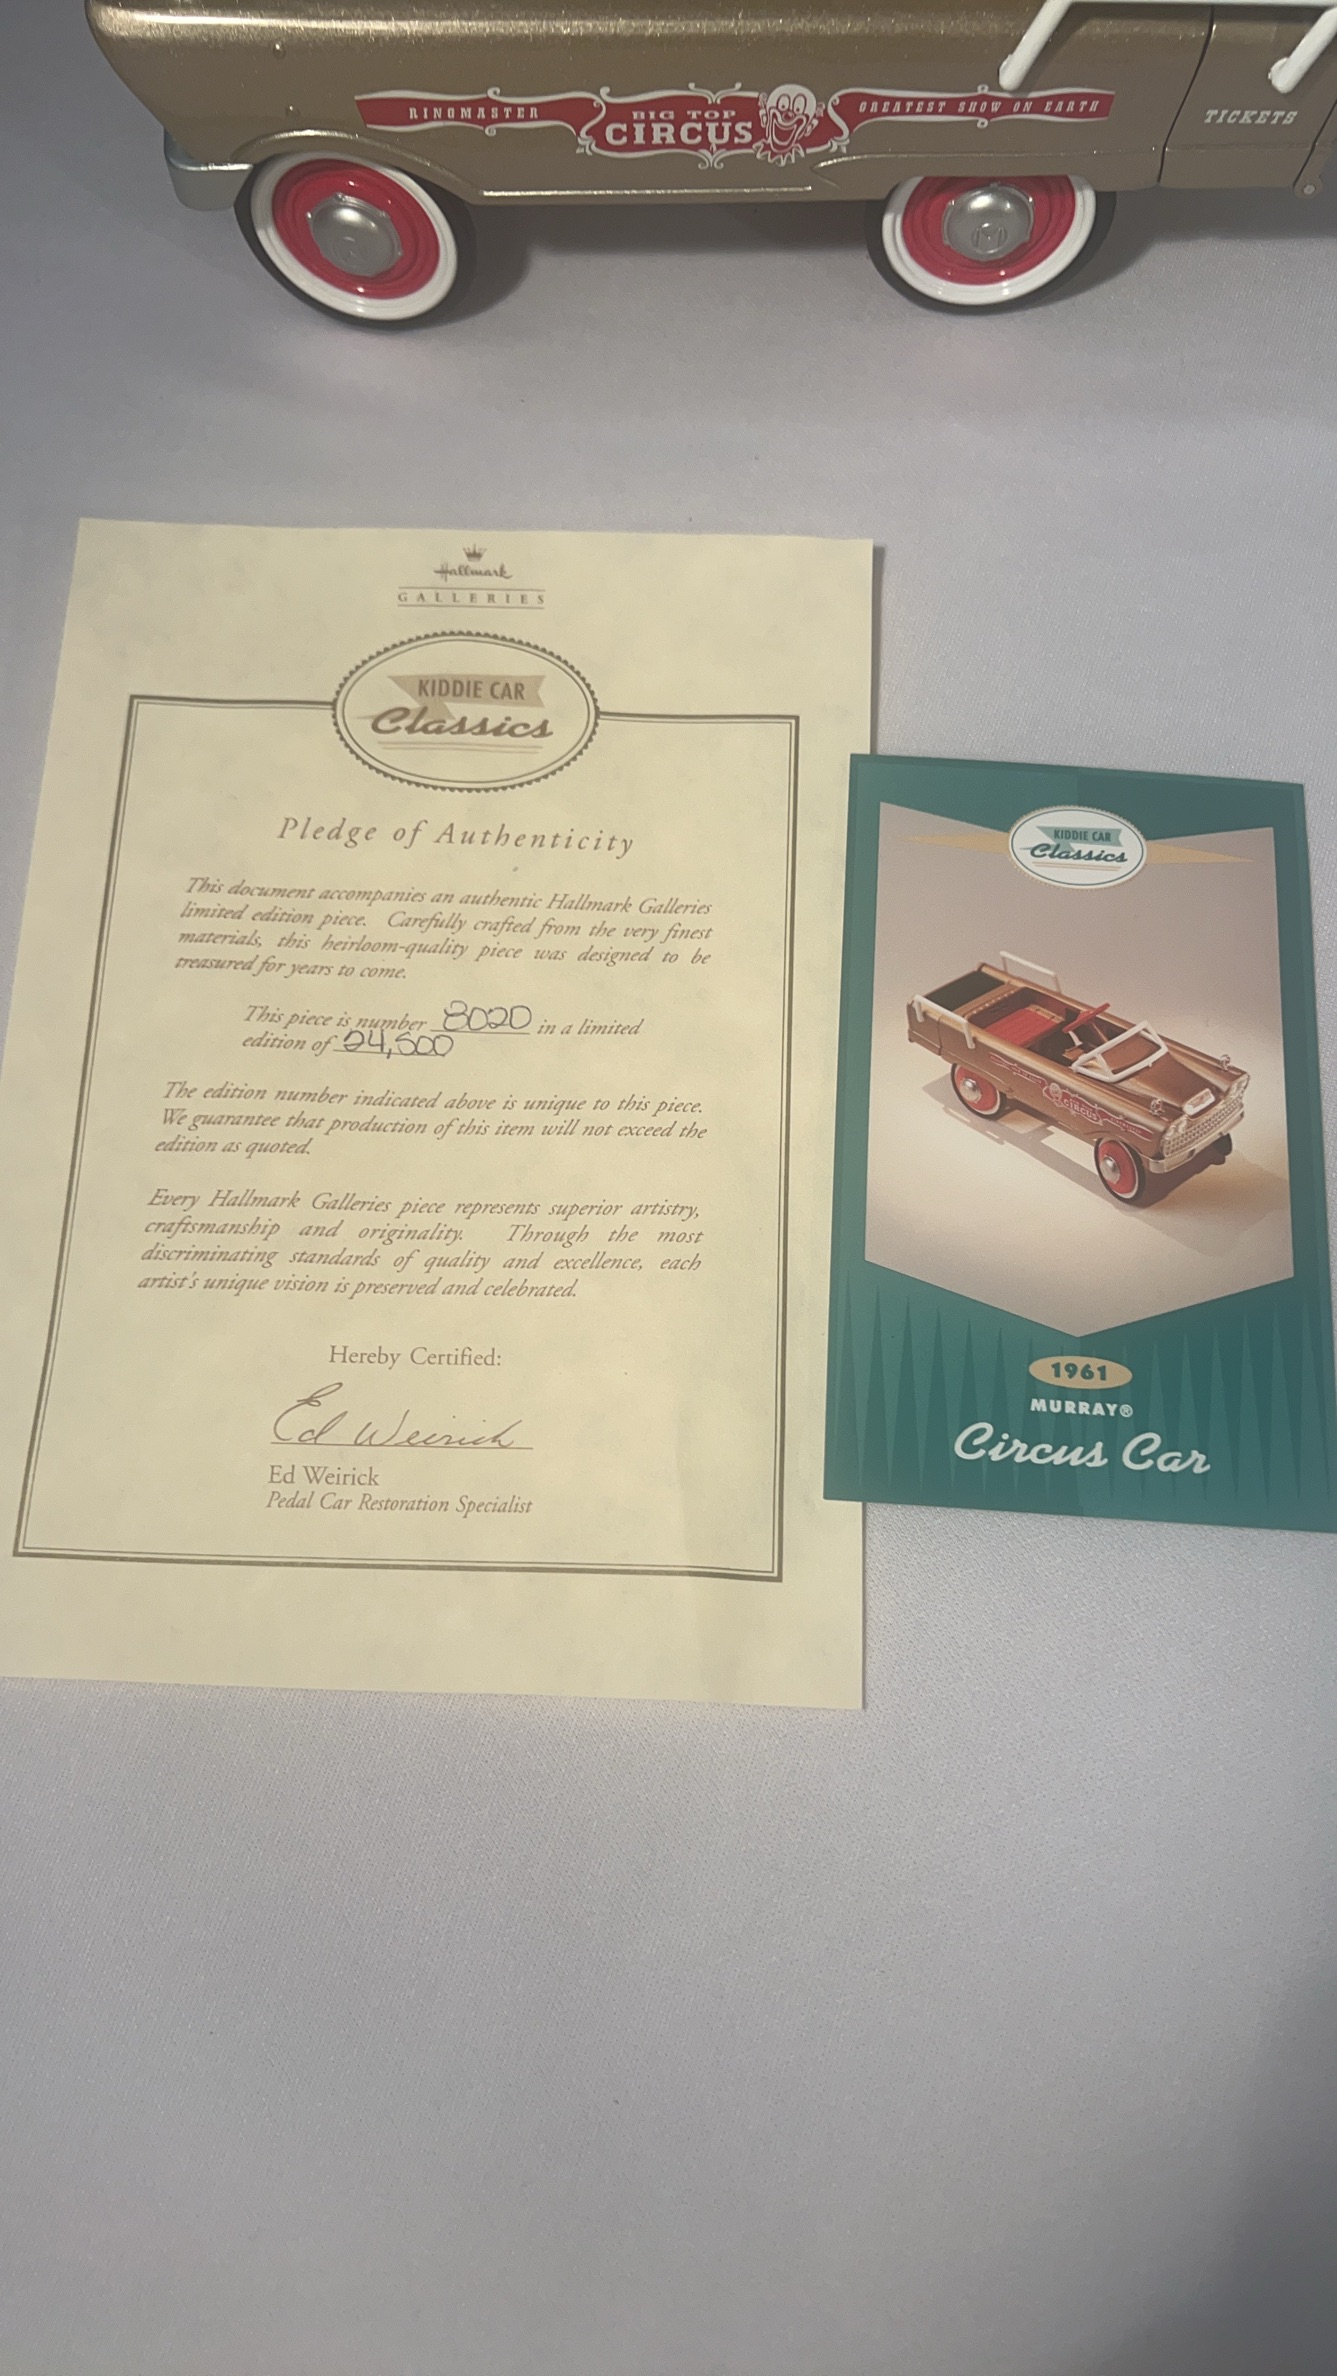 RINGMASTER
BIG TOP
CIRCUS
GREATEST SHOW ON EARTH
TICKETS
Hallmark
GALLERIES
KIDDIE CAR
Classics
Pledge of Authenticity
This document accompanies an authentic Hallmark Galleries
limited edition piece. Carefully crafted from the very finest
materials, this heirloom-quality piece was designed to be
treasured for years to come.
This piece is number 8020 in a limited
edition of 24,500
The edition number indicated above is unique to this piece.
We guarantee that production of this item will not exceed the
edition as quoted.
Every Hallmark Galleries piece represents superior artistry,
craftsmanship and originality. Through the most
discriminating standards of quality and excellence, each
artist's unique vision is preserved and celebrated.
Hereby Certified:
Ed Weirick
Ed Weirick
Pedal Car Restoration Specialist
KIDDIE CAR
Classics
CIRCUS
1961
MURRAY®
Circus Car